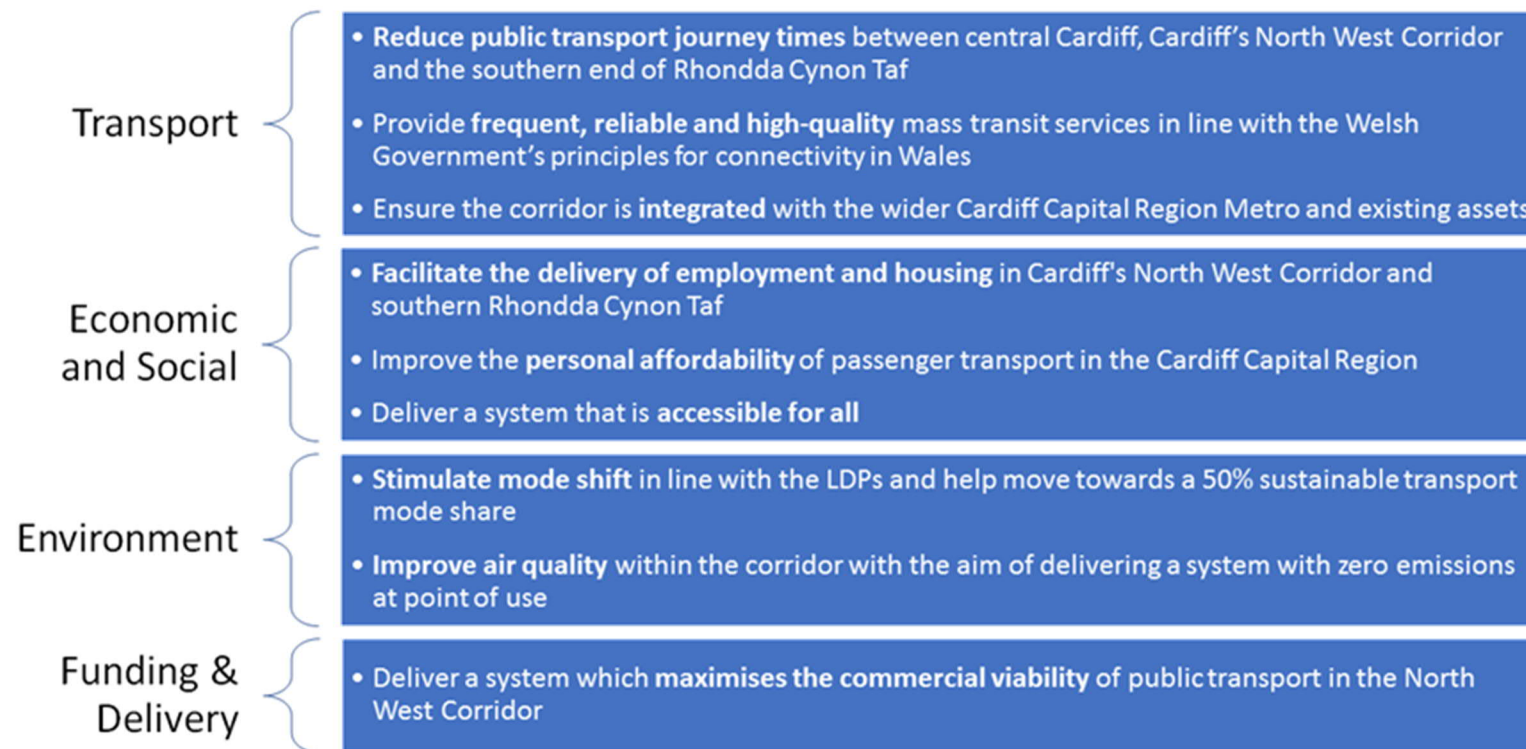 Transport
• Reduce public transport journey times between central Cardiff, Cardiff’s North West Corridor
and the southern end of Rhondda Cynon Taf
• Provide frequent, reliable and high-quality mass transit services in line with the Welsh
Government’s principles for connectivity in Wales
• Ensure the corridor is integrated with the wider Cardiff Capital Region Metro and existing assets
Economic
and Social
• Facilitate the delivery of employment and housing in Cardiff's North West Corridor and
southern Rhondda Cynon Taf
• Improve the personal affordability of passenger transport in the Cardiff Capital Region
• Deliver a system that is accessible for all
Environment
• Stimulate mode shift in line with the LDPs and help move towards a 50% sustainable transport
mode share
• Improve air quality within the corridor with the aim of delivering a system with zero emissions
at point of use
Funding &
Delivery
• Deliver a system which maximises the commercial viability of public transport in the North
West Corridor